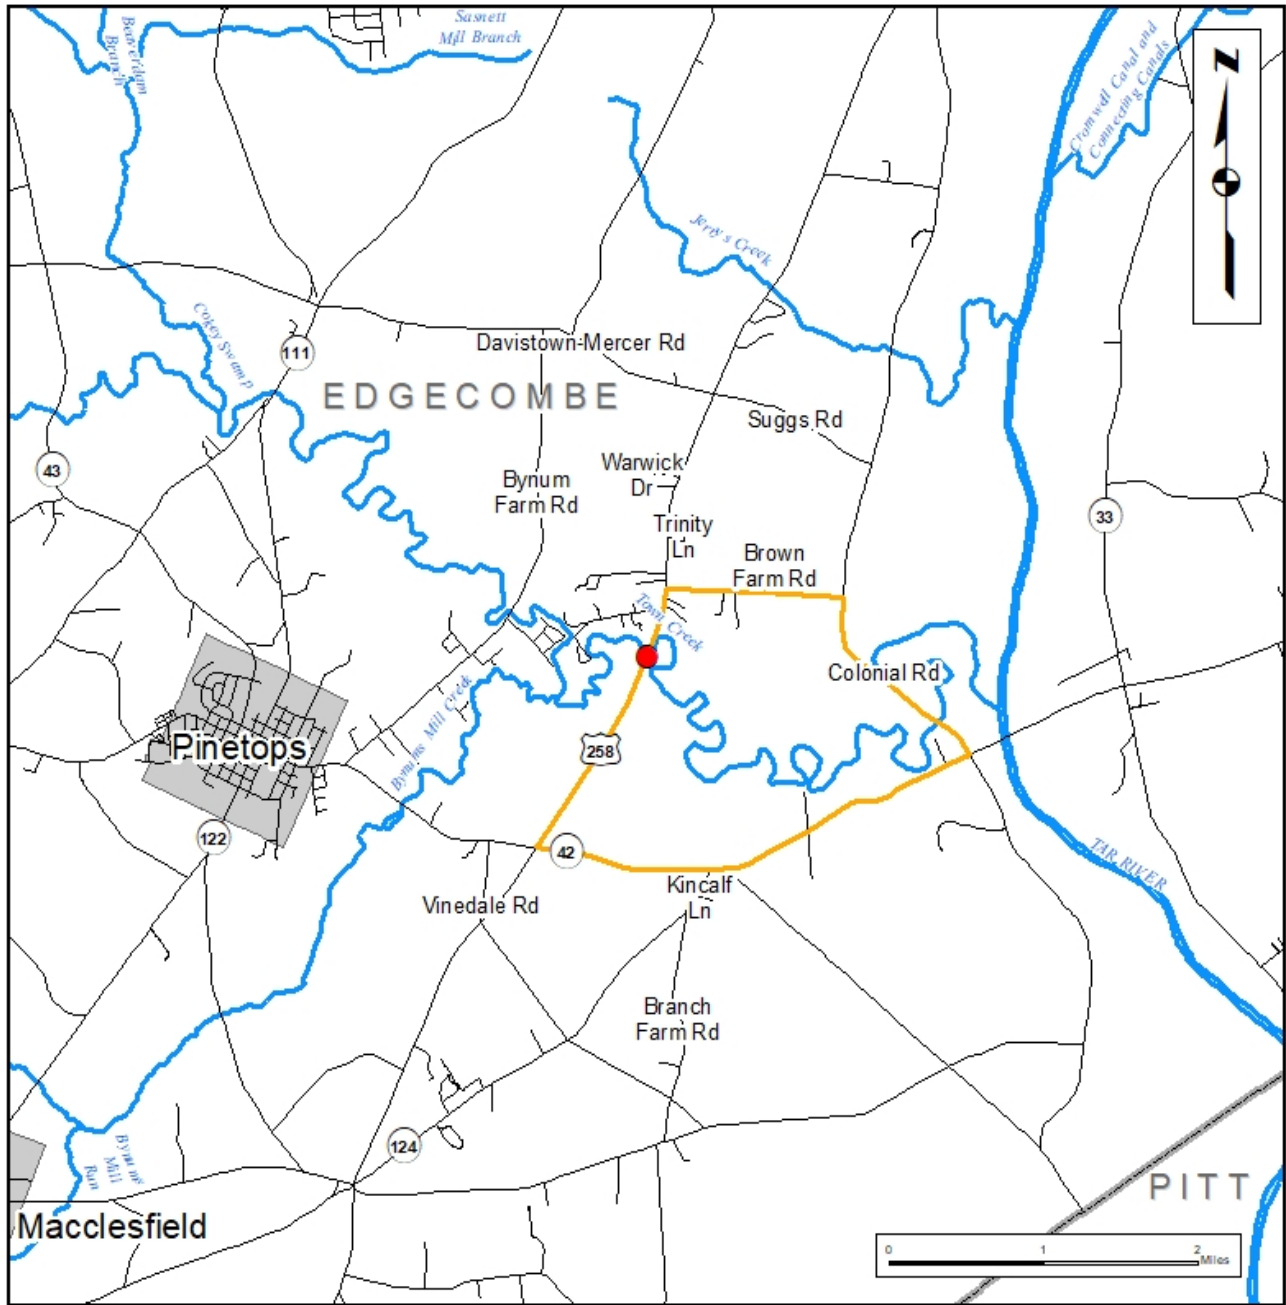 Sasnett
Mill Branch
Beaverdam
Branch
Cromwell Canal and
Connecting Canals
N
Jerry's Creek
Cokey Swamp
111
Davistown-Mercer Rd
EDGECOMBE
Suggs Rd
43
Warwick
Dr
Bynum
Farm Rd
33
Trinity
Ln
Brown
Farm Rd
Town Creek
Colonial Rd
Bynums Mill Creek
Pinetops
258
122
42
TAR RIVER
Kincalf
Ln
Vinedale Rd
Branch
Farm Rd
124
Bynums
Mill
Run
PITT
Macclesfield
0 1 2
Miles